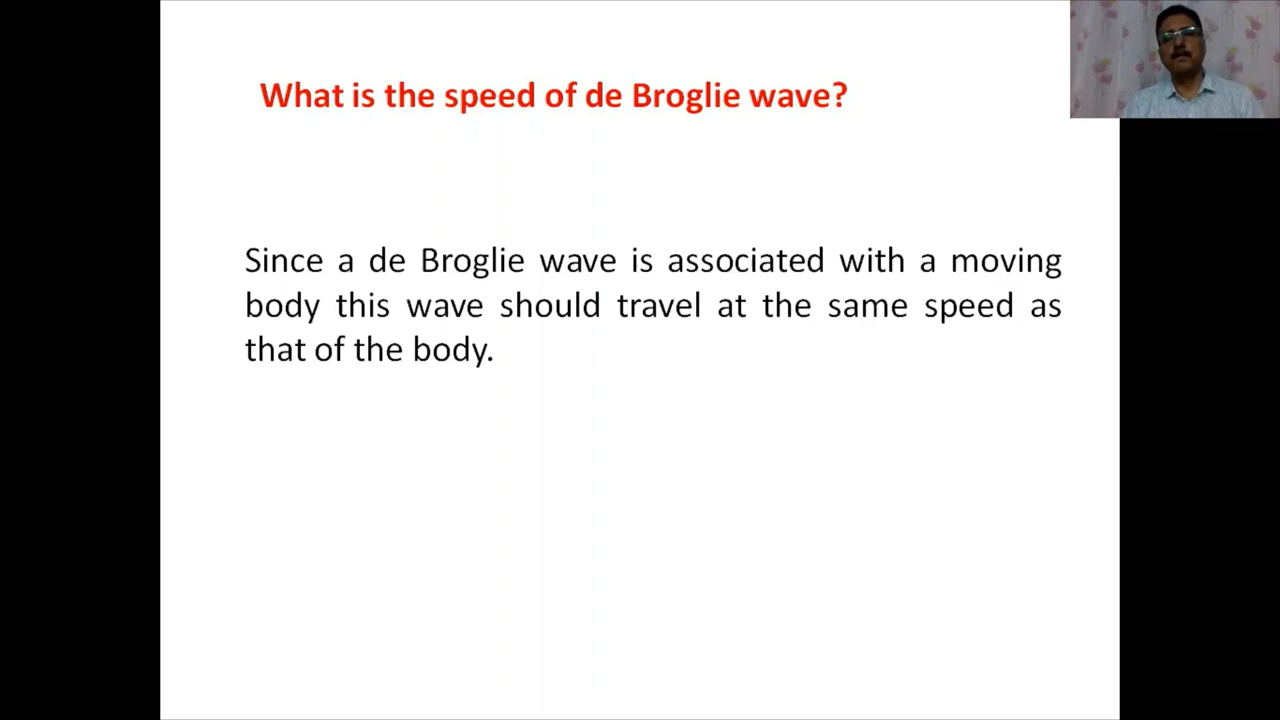 What is the speed of de Broglie wave?
Since a de Broglie wave is associated with a moving
body this wave should travel at the same speed as
that of the body.